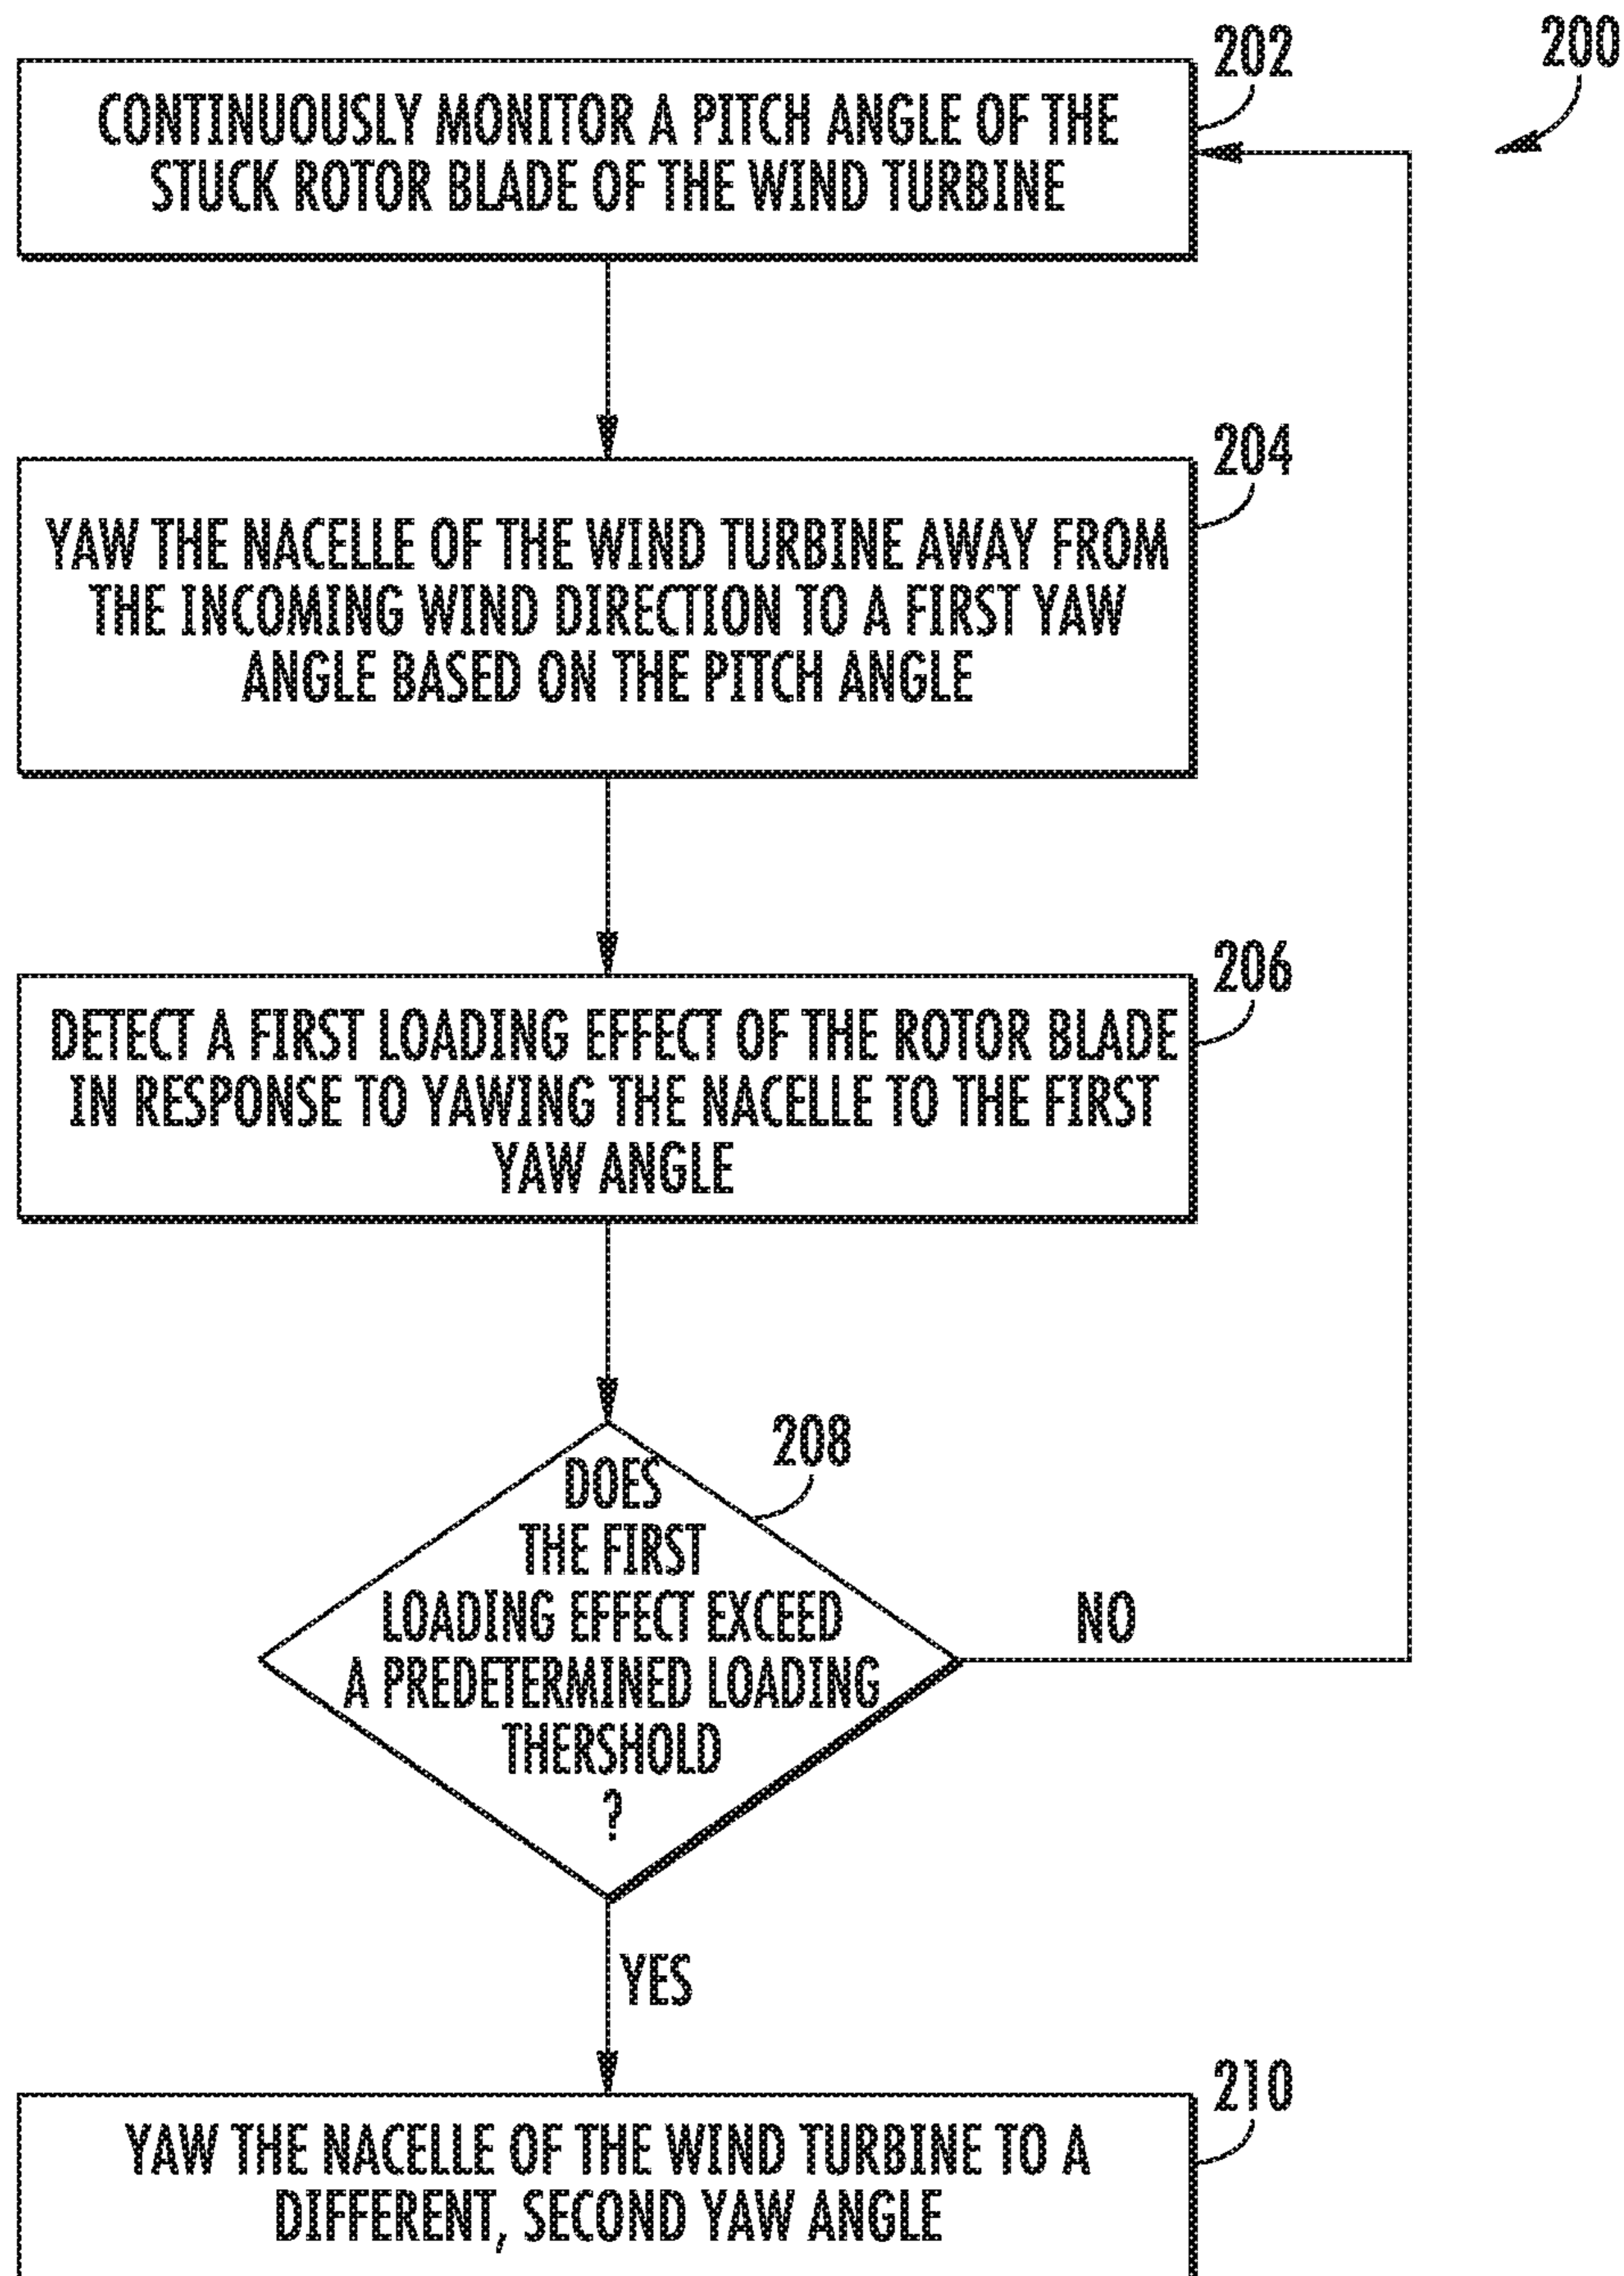 200
202
CONTINUOUSLY MONITOR A PITCH ANGLE OF THE
STUCK ROTOR BLADE OF THE WIND TURBINE
204
YAW THE NACELLE OF THE WIND TURBINE AWAY FROM
THE INCOMING WIND DIRECTION TO A FIRST YAW
ANGLE BASED ON THE PITCH ANGLE
206
DETECT A FIRST LOADING EFFECT OF THE ROTOR BLADE
IN RESPONSE TO YAWING THE NACELLE TO THE FIRST
YAW ANGLE
208
DOES
THE FIRST
LOADING EFFECT EXCEED
A PREDETERMINED LOADING
THERSHOLD
?
NO
YES
210
YAW THE NACELLE OF THE WIND TURBINE TO A
DIFFERENT, SECOND YAW ANGLE